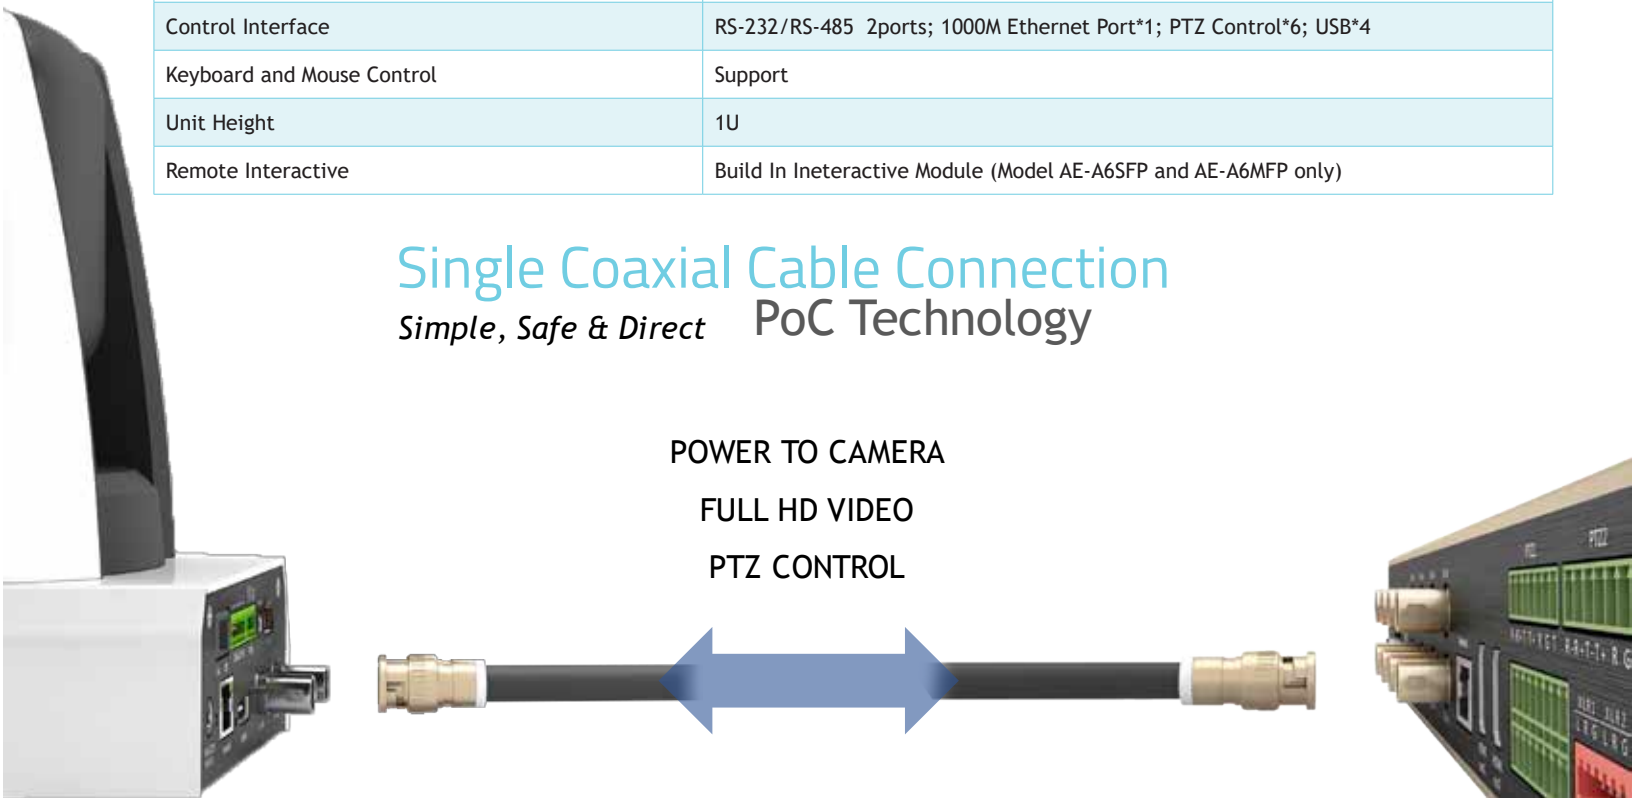 Control Interface RS-232/RS-485 2ports; 1000M Ethernet Port*1; PTZ Control*6; USB*4
Keyboard and Mouse Control Support
Unit Height 1U
Remote Interactive Build In Ineteractive Module (Model AE-A6SFP and AE-A6MFP only)
Single Coaxial Cable Connection
Simple, Safe & Direct PoC Technology
POWER TO CAMERA
FULL HD VIDEO
PTZ CONTROL
PTZ2